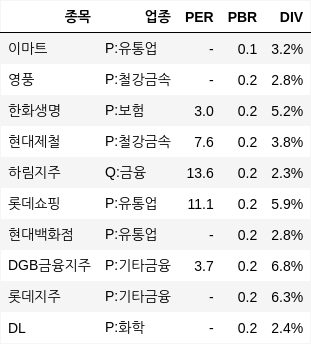 종목 업종 PER PBR DIV
이마트 P:유통업 - 0.1 3.2%
영풍 P:철강금속 - 0.2 2.8%
한화생명 P:보험 3.0 0.2 5.2%
현대제철 P:철강금속 7.6 0.2 3.4%
하림지주 Q:금융 13.6 0.2 2.3%
롯데쇼핑 P:유통업 11.1 0.2 5.9%
현대백화점 P:유통업 - 0.2 2.8%
DGB금융지주 P:기타금융 3.7 0.2 6.8%
롯데지주 P:기타금융 - 0.2 6.3%
DL P:화학 - 0.2 2.4%